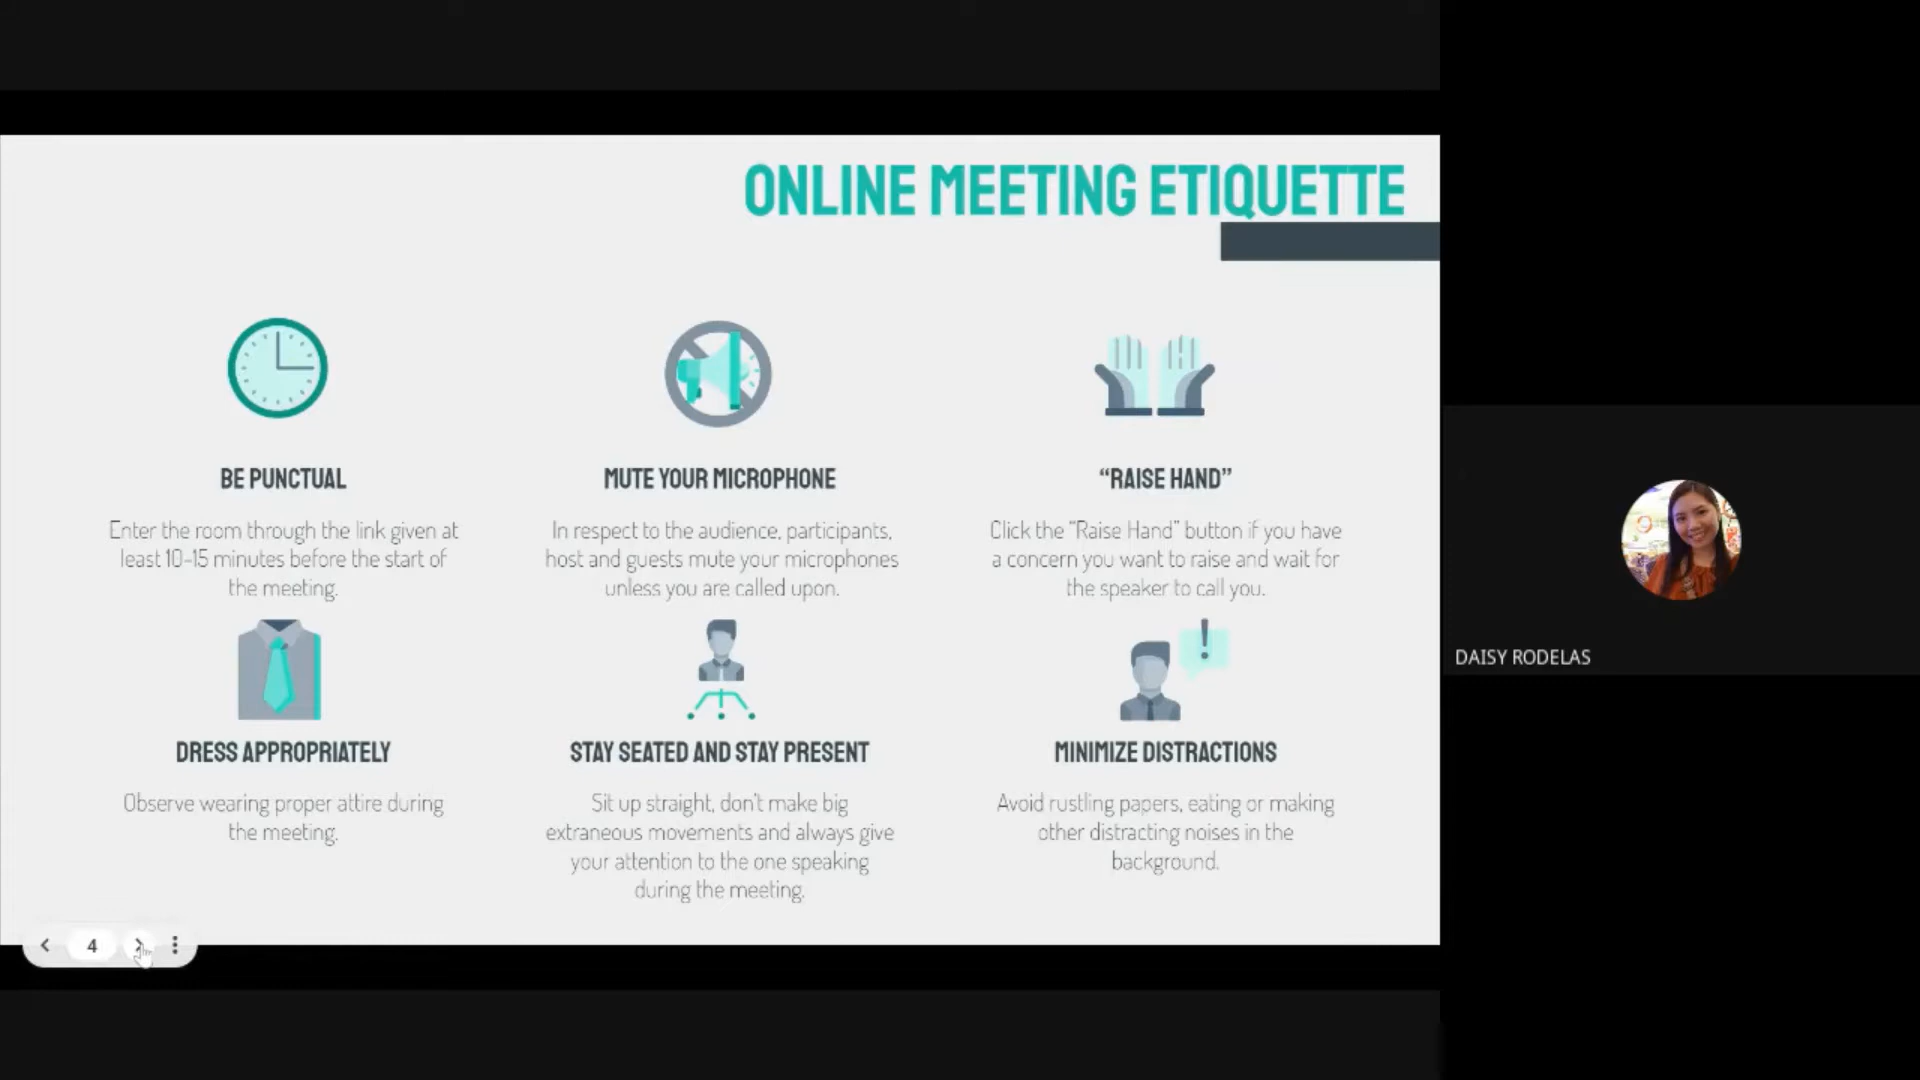 ONLINE MEETING ETIQUETTE
BE PUNCTUAL
Enter the room through the link given at
least 10-15 minutes before the start of
the meeting.
MUTE YOUR MICROPHONE
In respect to the audience, participants,
host and guests mute your microphones
unless you are called upon.
“RAISE HAND”
Click the “Raise Hand” button if you have
a concern you want to raise and wait for
the speaker to call you.
DRESS APPROPRIATELY
Observe wearing proper attire during
the meeting.
STAY SEATED AND STAY PRESENT
Sit up straight, don't make big
extraneous movements and always give
your attention to the one speaking
during the meeting.
MINIMIZE DISTRACTIONS
Avoid rustling papers, eating or making
other distracting noises in the
background.
4
DAISY RODELAS